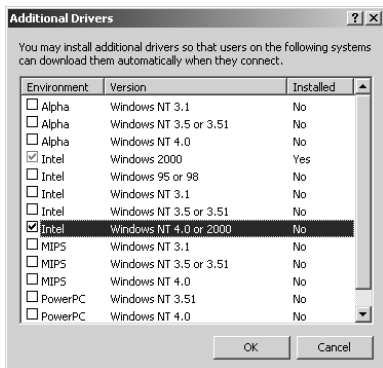 Additional Drivers
You may install additional drivers so that users on the following systems
can download them automatically when they connect.
Environment Version Installed
Alpha Windows NT 3.1 No
Alpha Windows NT 3.5 or 3.51 No
Alpha Windows NT 4.0 No
Intel Windows 2000 Yes
Intel Windows 95 or 98 No
Intel Windows NT 3.1 No
Intel Windows NT 3.5 or 3.51 No
Intel Windows NT 4.0 or 2000 No
MIPS Windows NT 3.1 No
MIPS Windows NT 3.5 or 3.51 No
MIPS Windows NT 4.0 No
PowerPC Windows NT 3.51 No
PowerPC Windows NT 4.0 No
OK Cancel